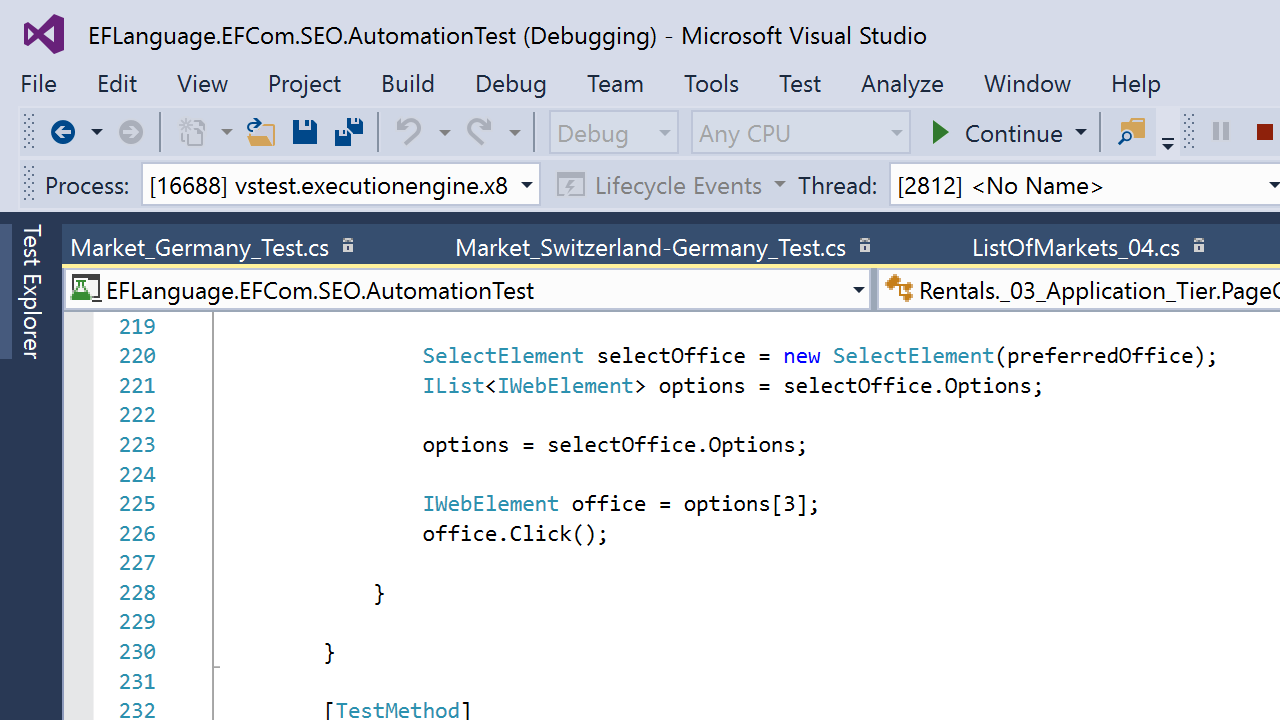 EFLanguage.EFCom.SEO.AutomationTest (Debugging) - Microsoft Visual Studio
File Edit View Project Build Debug Team Tools Test Analyze Window Help
Debug Any CPU Continue
Process: [16688] vstest.executionengine.x8 Lifecycle Events Thread: [2812] <No Name>
Test Explorer
Market_Germany_Test.cs Market_Switzerland-Germany_Test.cs ListOfMarkets_04.cs
EFLanguage.EFCom.SEO.AutomationTest Rentals._03_Application_Tier.PageC
219
220 SelectElement selectOffice = new SelectElement(preferredOffice);
221 IList<IWebElement> options = selectOffice.Options;
222
223 options = selectOffice.Options;
224
225 IWebElement office = options[3];
226 office.Click();
227
228 }
229
230 }
231
232 [TestMethod]